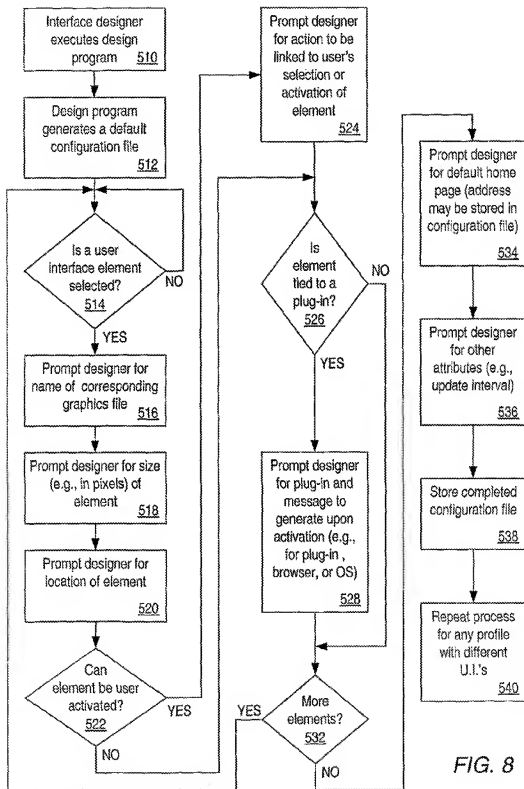 Interface designer
executes design
program
510
Design program
generates a default
configuration file
512
Is a user
interface element
selected?
514
NO
YES
Prompt designer for
name of corresponding
graphics file
516
Prompt designer for size
(e.g., in pixels) of
element
518
Prompt designer for
location of element
520
Can
element be user
activated?
522
YES
NO
Prompt designer
for action to be
linked to user's
selection or
activation of
element
524
Is
element
tied to a
plug-in?
526
NO
YES
Prompt designer
for plug-in and
message to
generate upon
activation (e.g.,
for plug-in ,
browser, or OS)
528
More
elements?
532
YES
NO
Prompt designer
for default home
page (address
may be stored in
configuration file)
534
Prompt designer
for other
attributes (e.g.,
update interval)
536
Store completed
configuration file
538
Repeat process
for any profile
with different
U.I.'s
540
FIG. 8